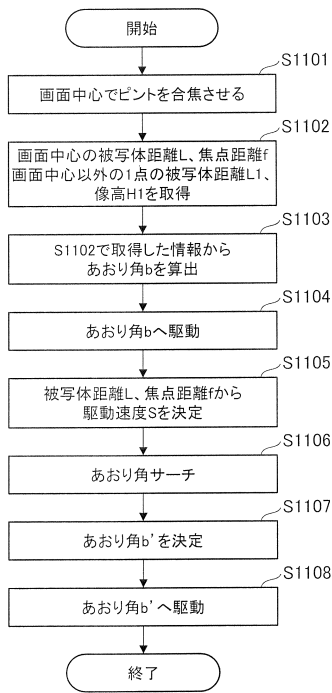 開始
S1101
画面中心でピントを合焦させる
S1102
画面中心の被写体距離L、焦点距離f
画面中心以外の1点の被写体距離L1、
像高H1を取得
S1103
S1102で取得した情報から
あおり角bを算出
S1104
あおり角bへ駆動
S1105
被写体距離L、焦点距離fから
駆動速度Sを決定
S1106
あおり角サーチ
S1107
あおり角b'を決定
S1108
あおり角b'へ駆動
終了